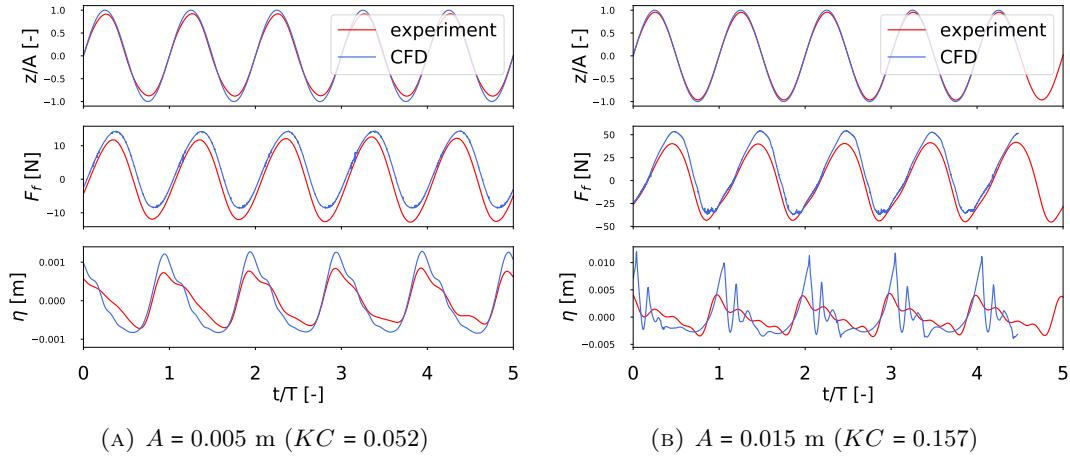 1.0
0.5
0.0
−0.5
−1.0
z/A [-]
experiment
CFD
10
0
−10
F_f [N]
0.001
0.000
−0.001
η [m]
0 1 2 3 4 5
t/T [-]
(A) A = 0.005 m (KC = 0.052)
1.0
0.5
0.0
−0.5
−1.0
z/A [-]
experiment
CFD
50
25
0
−25
−50
F_f [N]
0.010
0.005
0.000
−0.005
η [m]
0 1 2 3 4 5
t/T [-]
(B) A = 0.015 m (KC = 0.157)